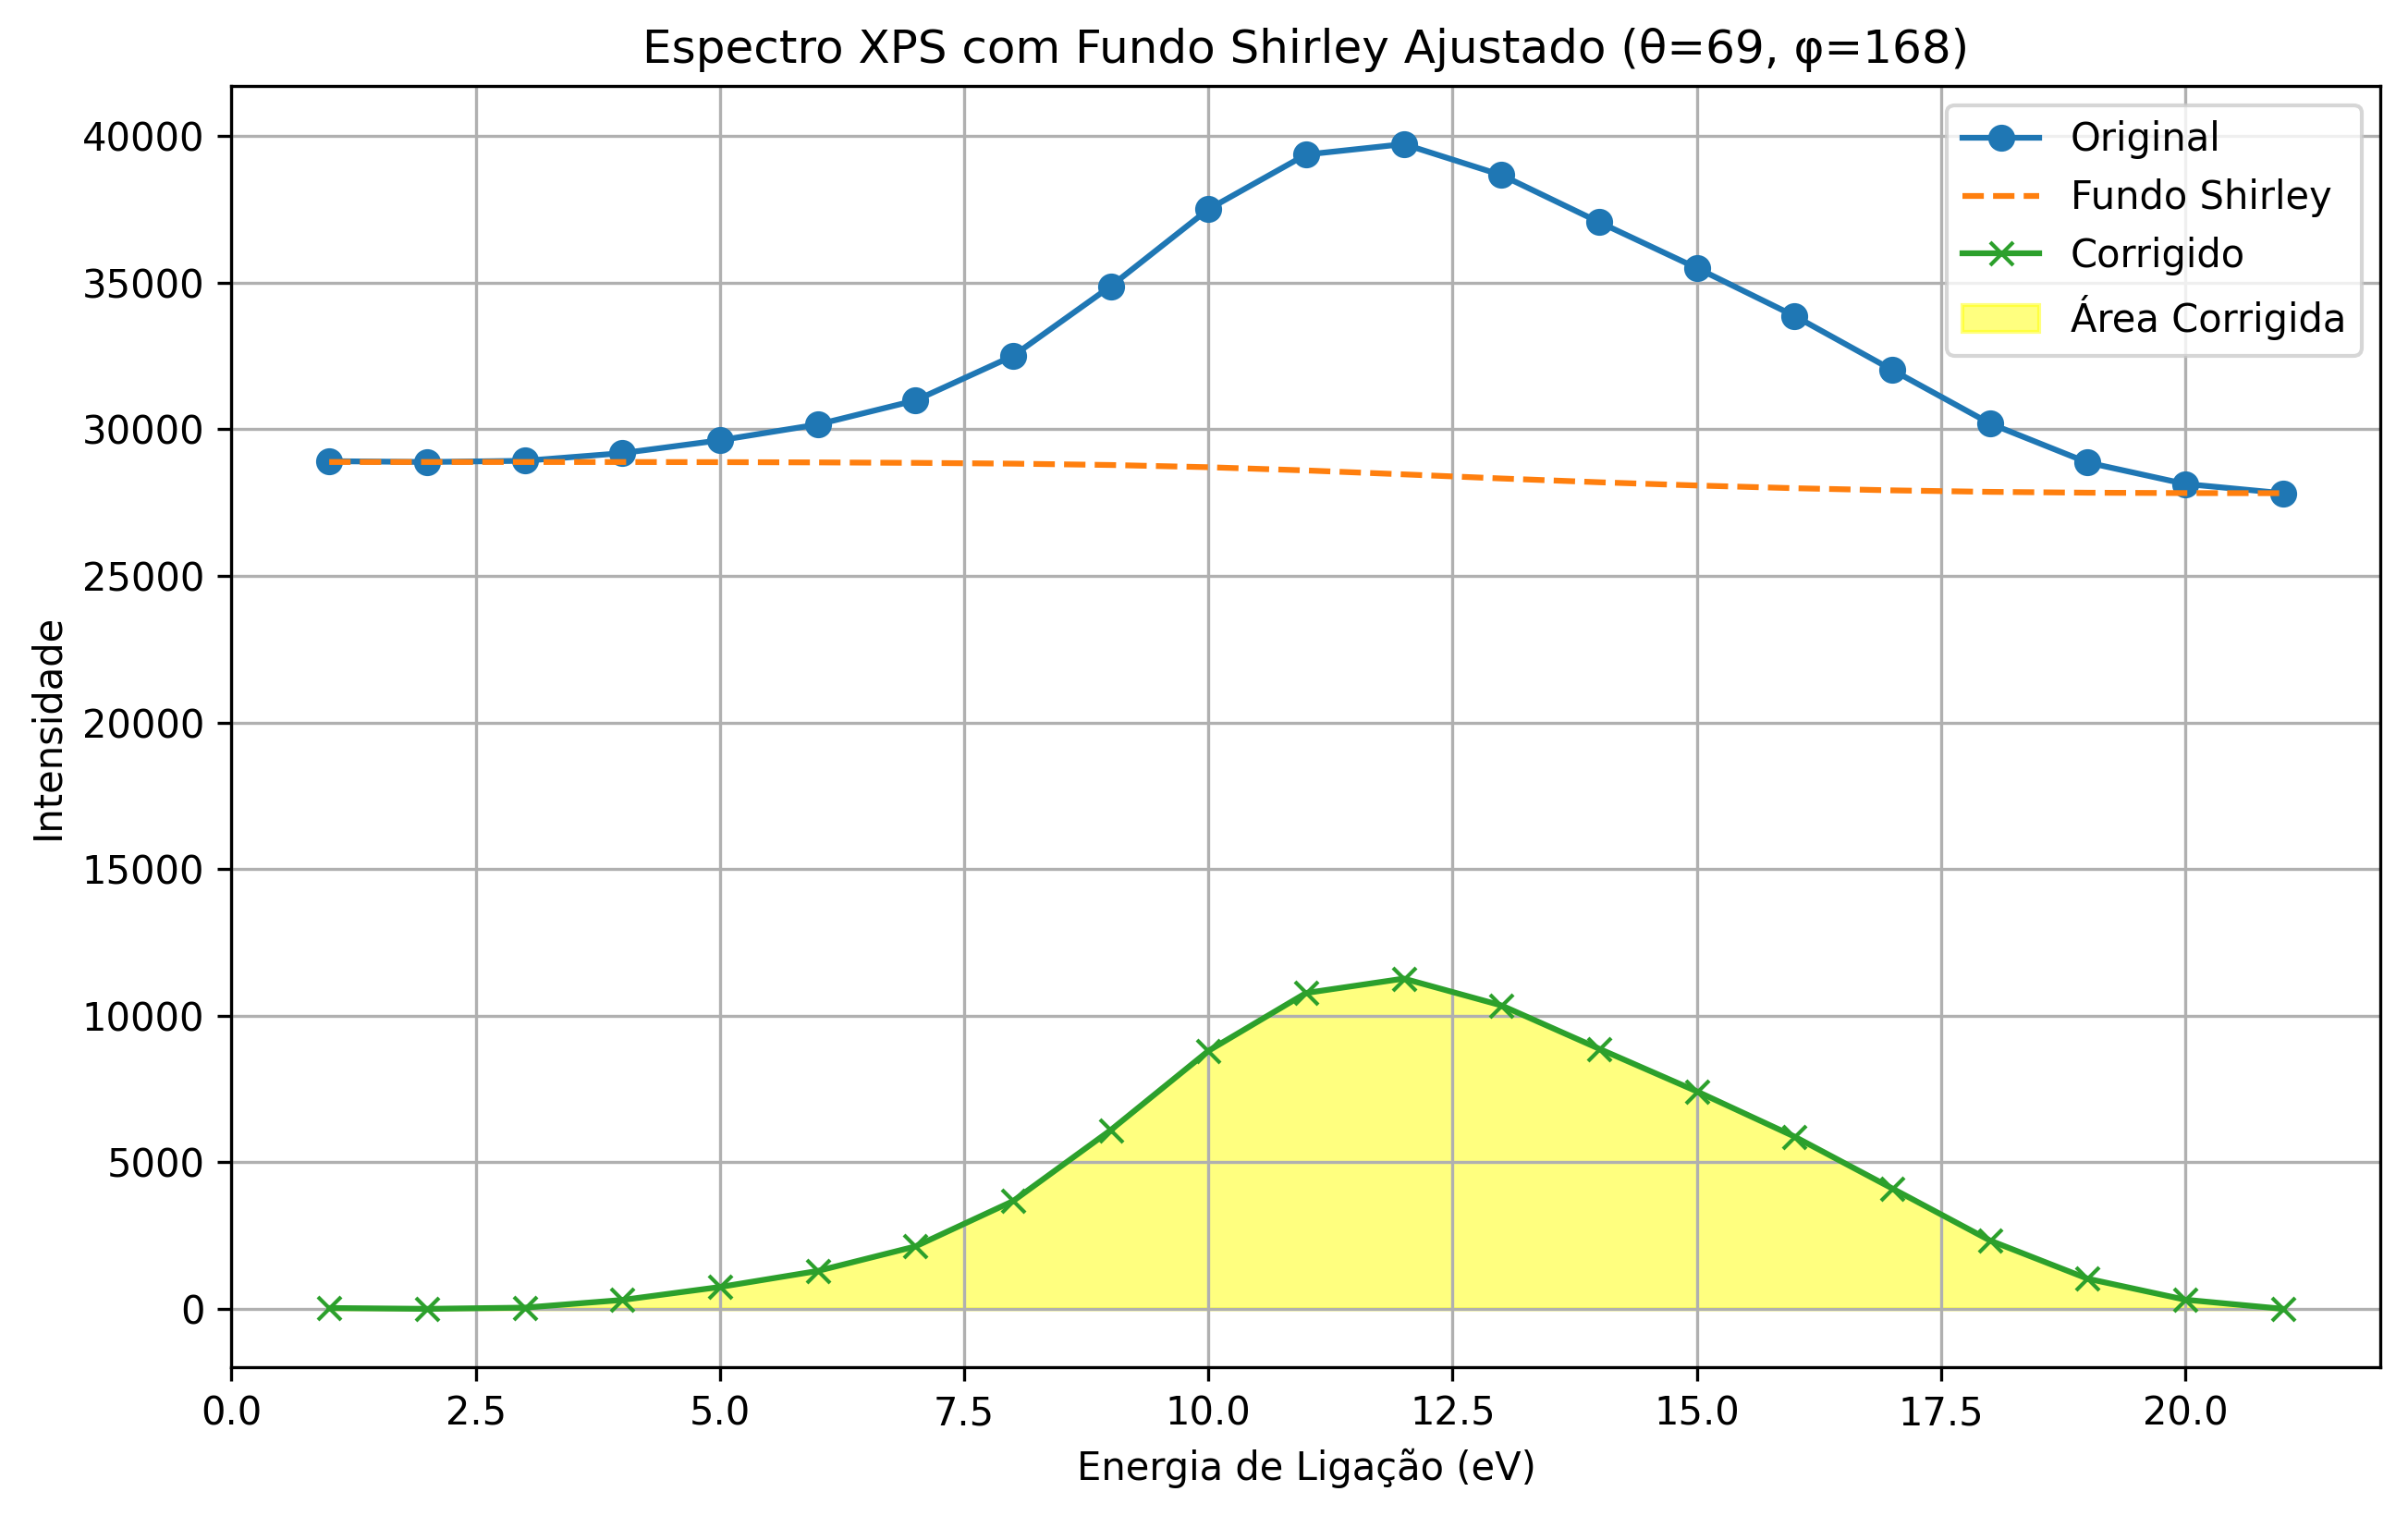 Espectro XPS com Fundo Shirley Ajustado (θ=69, φ=168)
Original
Fundo Shirley
Corrigido
Área Corrigida
Intensidade
40000
35000
30000
25000
20000
15000
10000
5000
0
0.0 2.5 5.0 7.5 10.0 12.5 15.0 17.5 20.0
Energia de Ligação (eV)